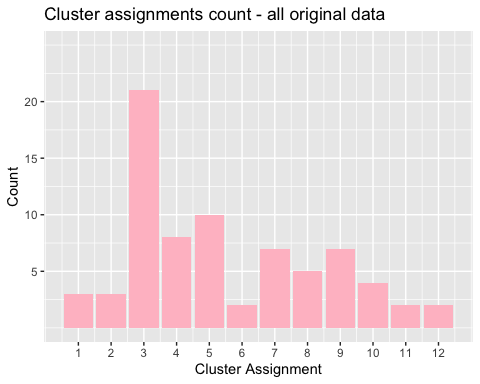 Cluster assignments count - all original data
20
15
10
5
Count
1 2 3 4 5 6 7 8 9 10 11 12
Cluster Assignment